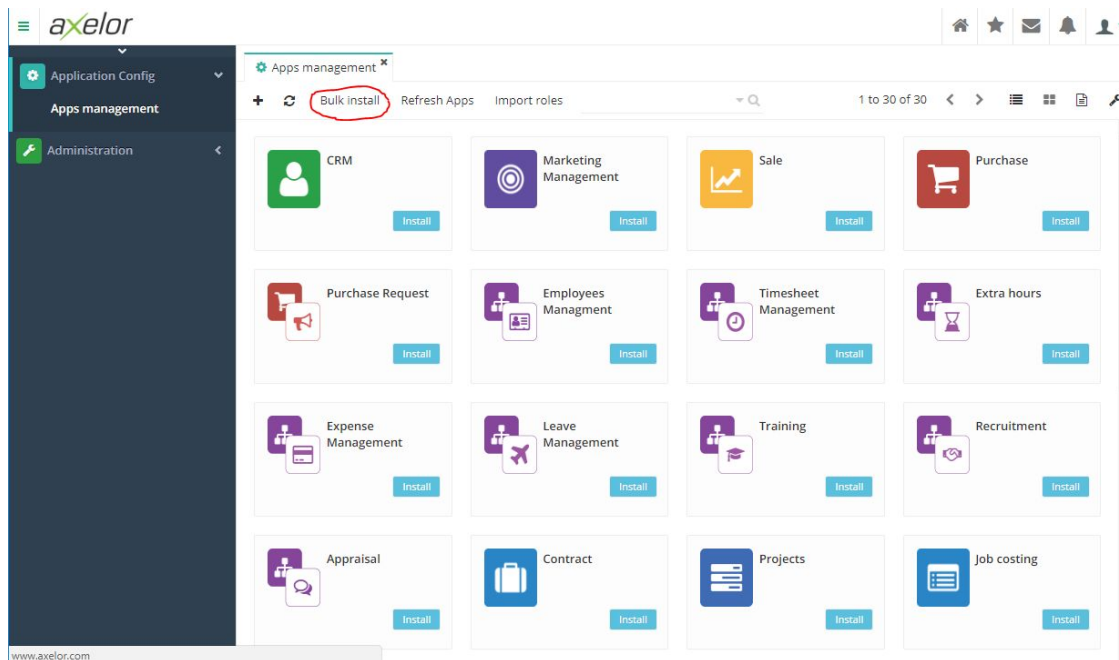 axelor
Application Config
Apps management
Administration
Apps management
Bulk install Refresh Apps Import roles 1 to 30 of 30
CRM
Install
Marketing
Management
Install
Sale
Install
Purchase
Install
Purchase Request
Install
Employees
Managment
Install
Timesheet
Management
Install
Extra hours
Install
Expense
Management
Install
Leave
Management
Install
Training
Install
Recruitment
Install
Appraisal
Install
Contract
Install
Projects
Install
Job costing
Install
www.axelor.com